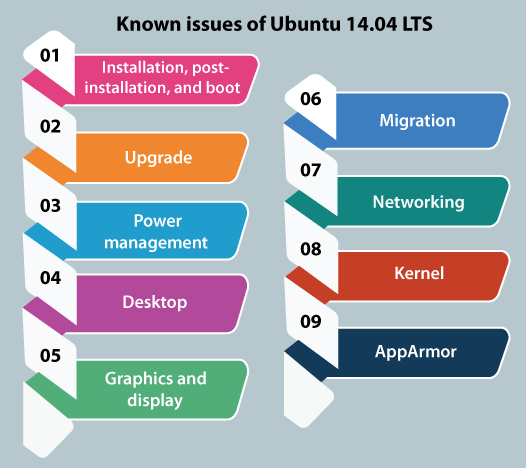 Known issues of Ubuntu 14.04 LTS
01
Installation, post-
installation, and boot
02
Upgrade
03
Power
management
04
Desktop
05
Graphics and
display
06
Migration
07
Networking
08
Kernel
09
AppArmor